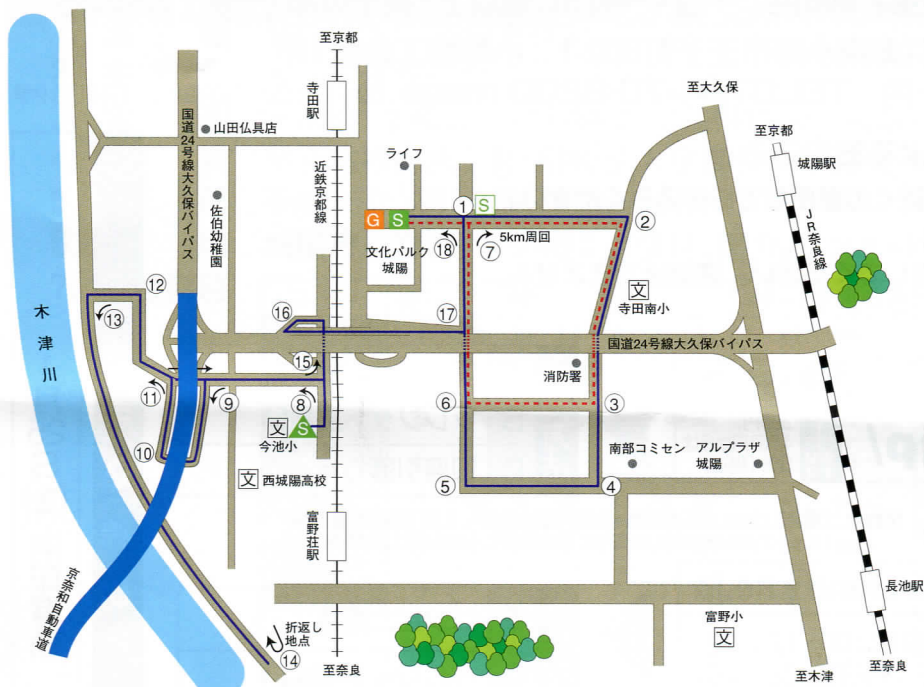 至京都
寺田駅
近鉄京都線
国道24号線大久保バイパス
山田仏具店
佐伯幼稚園
ライフ
至大久保
至京都
城陽駅
JR奈良線
G S
① S
②
5km周回
文化パルク
城陽
⑱
⑦
文
寺田南小
⑫
⑬
⑯
⑰
木津川
国道24号線大久保バイパス
⑮
消防署
⑪
⑨
⑧
⑥
③
文 S
今池小
⑩
文 西城陽高校
南部コミセン
アルプラザ
城陽
⑤
④
富野荘駅
長池駅
京奈和自動車道
折返し
地点
⑭
富野小
文
至奈良
至木津
至奈良